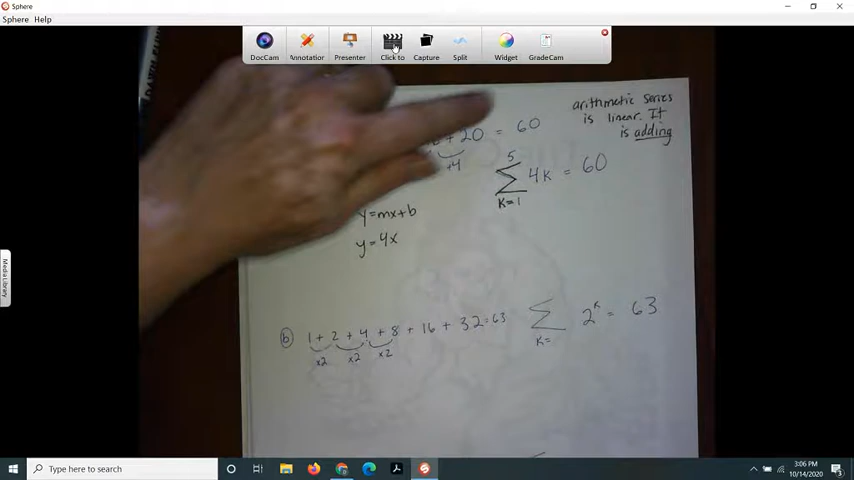 Sphere
Sphere Help
DocCam
Annotation
Presenter
Click to
Capture
Split
Widget
GradeCam
arithmetic series
is linear. It
is adding
+ 20 = 60
+4
5
Σ 4K = 60
K=1
y=mx+b
y=4x
(b) 1 + 2 + 4 + 8 + 16 + 32 = 63
x2 x2 x2
Σ 2^K = 63
K=
Media Library
Type here to search
3:06 PM
10/14/2020